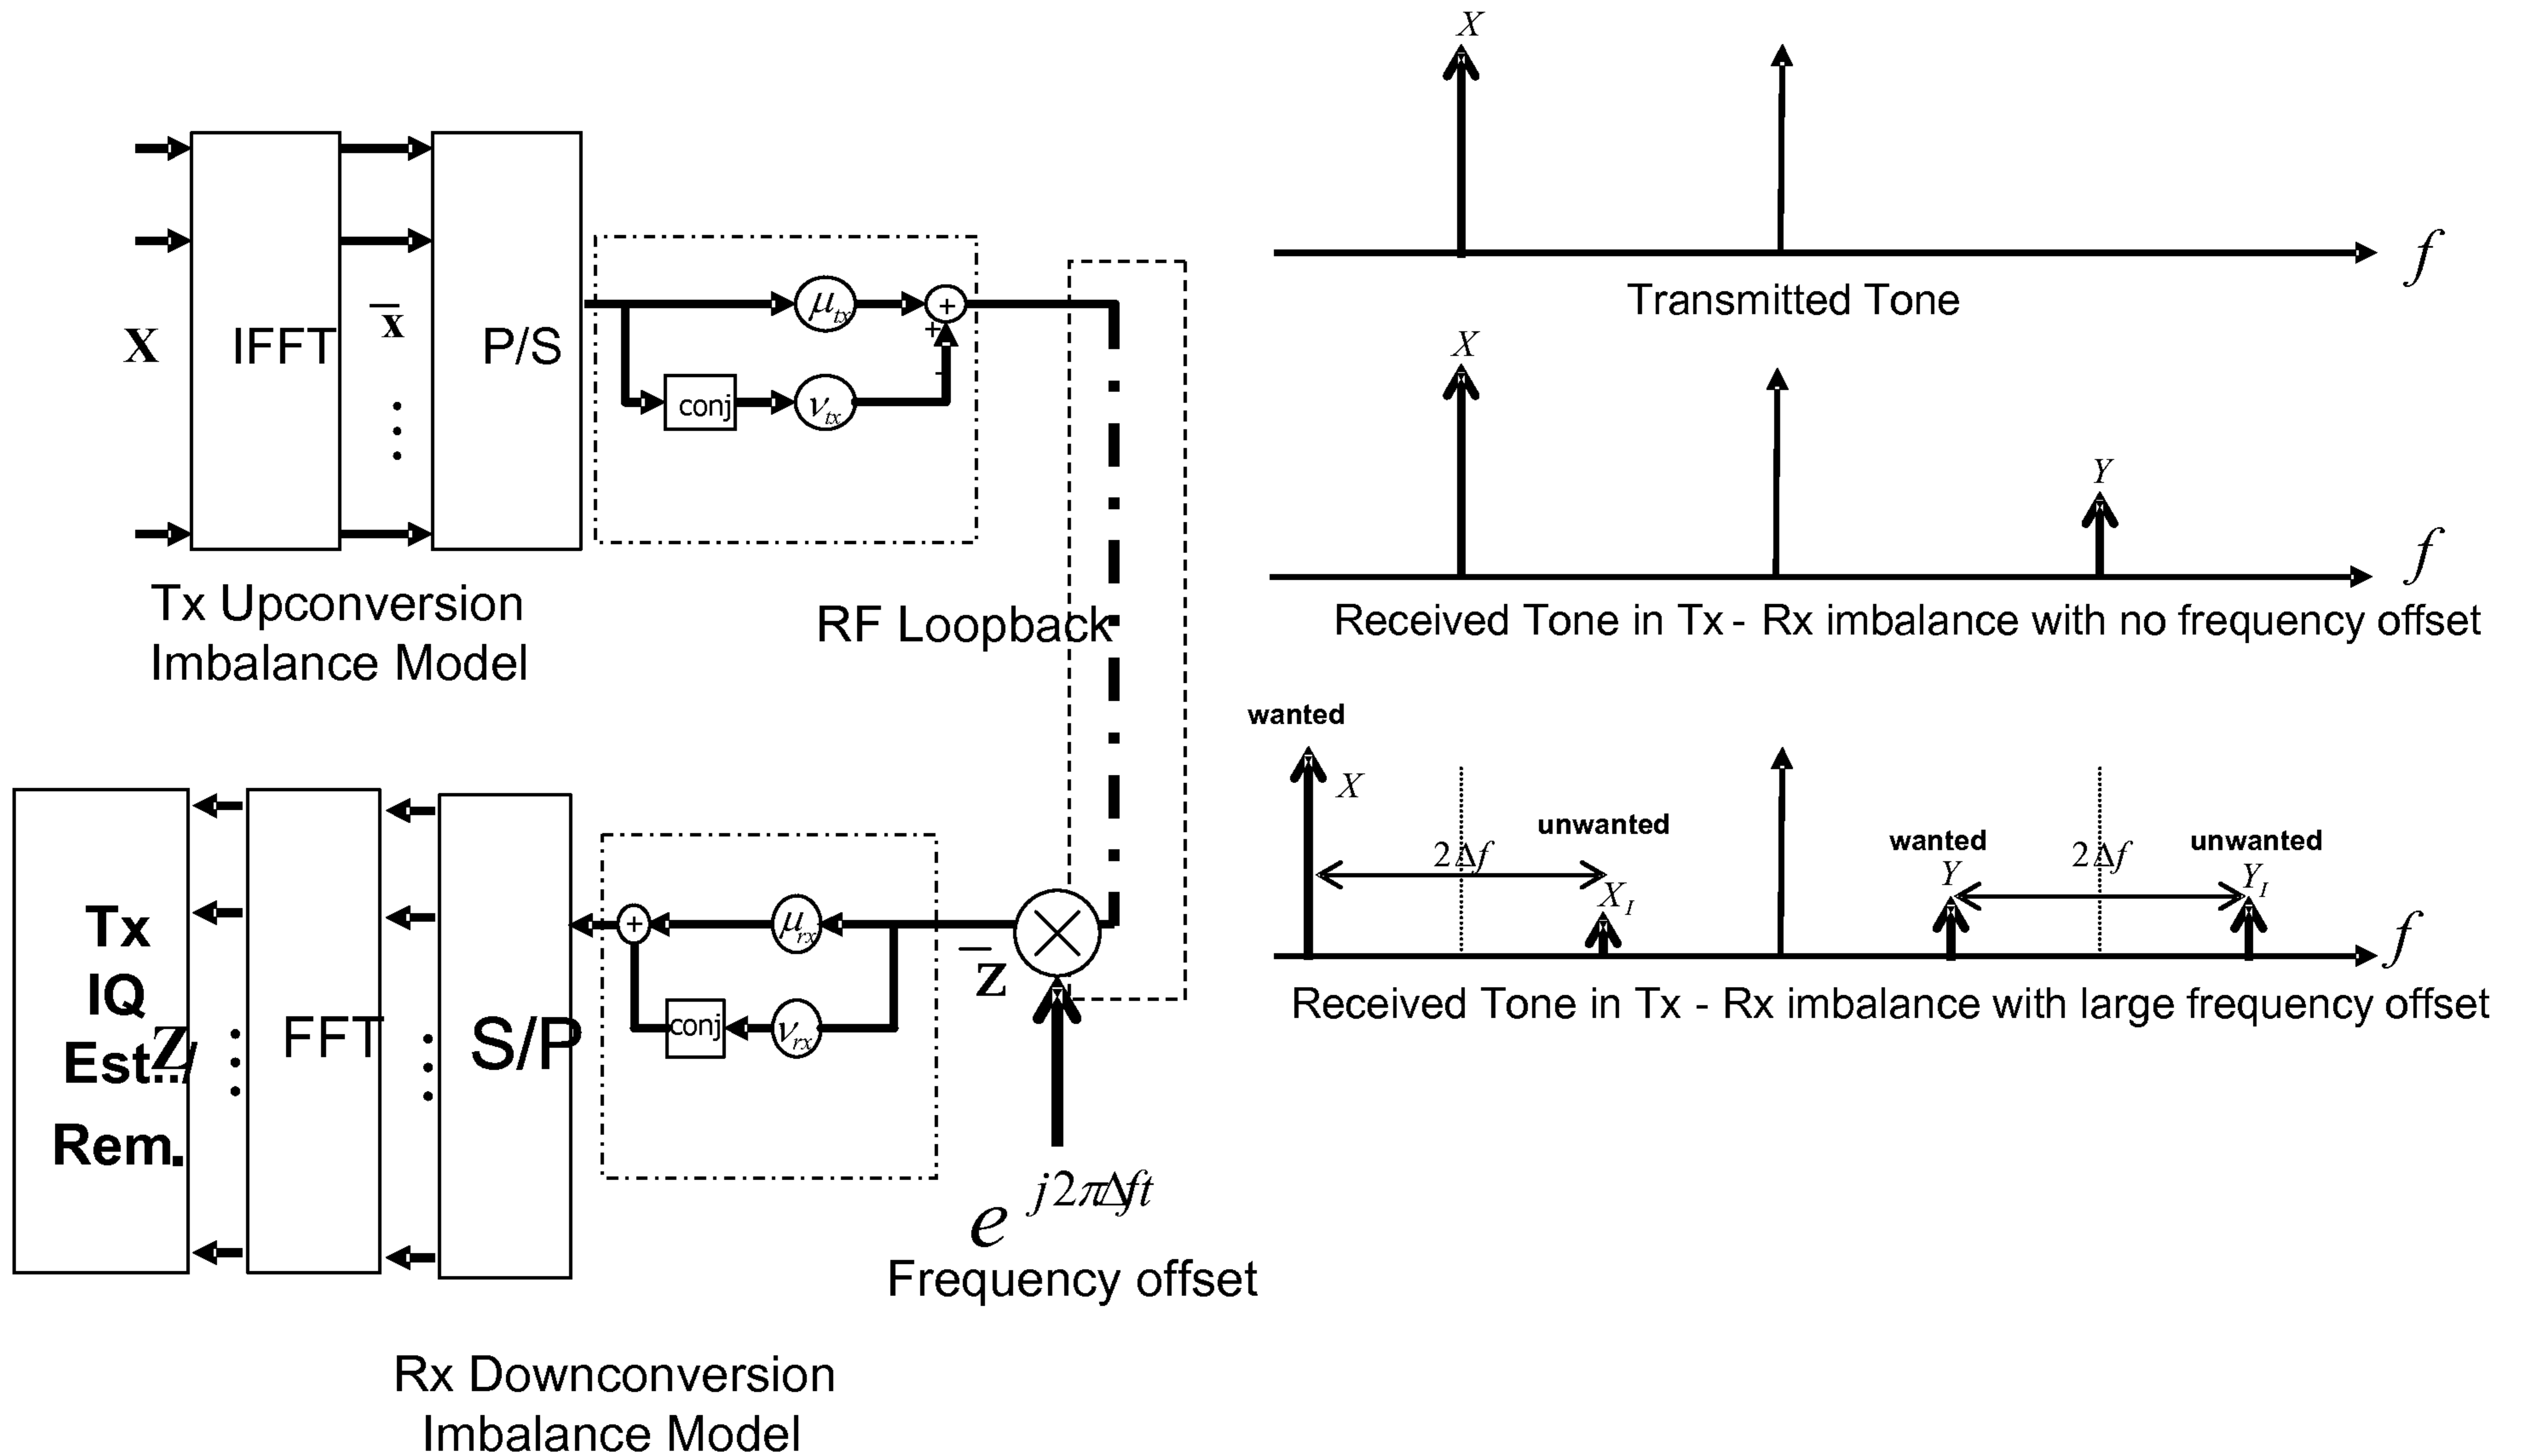 X
IFFT
x̄
P/S
μtx
+
+
conj
νtx
-
Tx Upconversion
Imbalance Model
RF Loopback
Tx
IQ
Est../
Rem.
Z
FFT
S/P
+
μrx
conj
νrx
z̄
e^{j2πΔft}
Frequency offset
Rx Downconversion
Imbalance Model
X
f
Transmitted Tone
X
Y
f
Received Tone in Tx - Rx imbalance with no frequency offset
wanted
X
unwanted
2Δf
X_I
wanted
2Δf
unwanted
Y
Y_I
f
Received Tone in Tx - Rx imbalance with large frequency offset